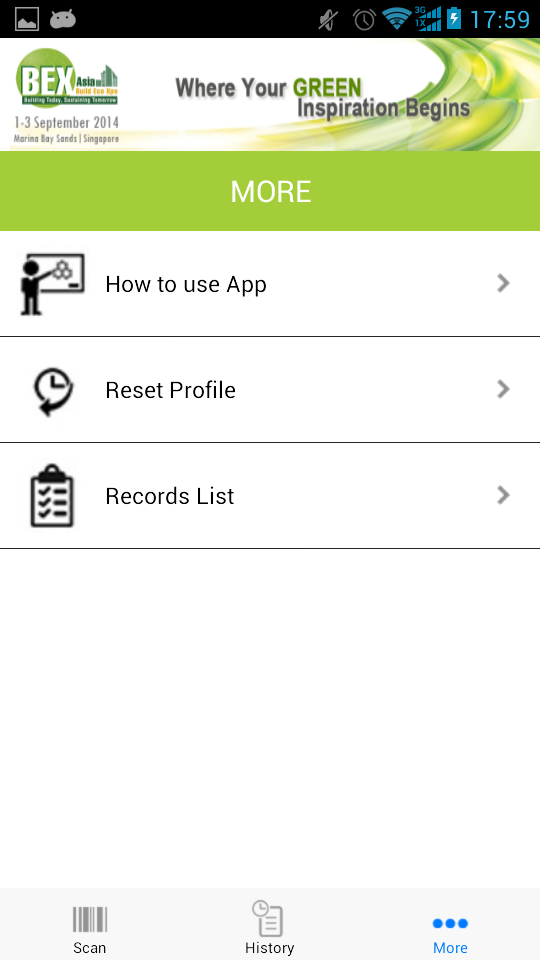 3G
1X
17:59
BEX Asia
Build Eco Xpo
Building Today, Sustaining Tomorrow
1-3 September 2014
Marina Bay Sands | Singapore
Where Your GREEN
Inspiration Begins
MORE
How to use App
Reset Profile
Records List
Scan
History
More